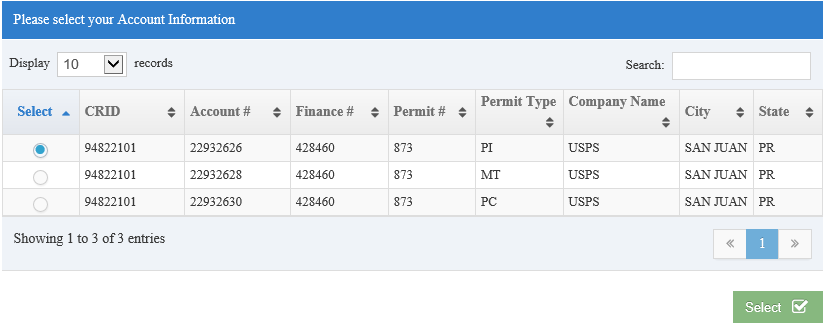 Please select your Account Information
Display 10 records Search:
Select CRID Account # Finance # Permit # Permit Type Company Name City State
94822101 22932626 428460 873 PI USPS SAN JUAN PR
94822101 22932628 428460 873 MT USPS SAN JUAN PR
94822101 22932630 428460 873 PC USPS SAN JUAN PR
Showing 1 to 3 of 3 entries « 1 »
Select